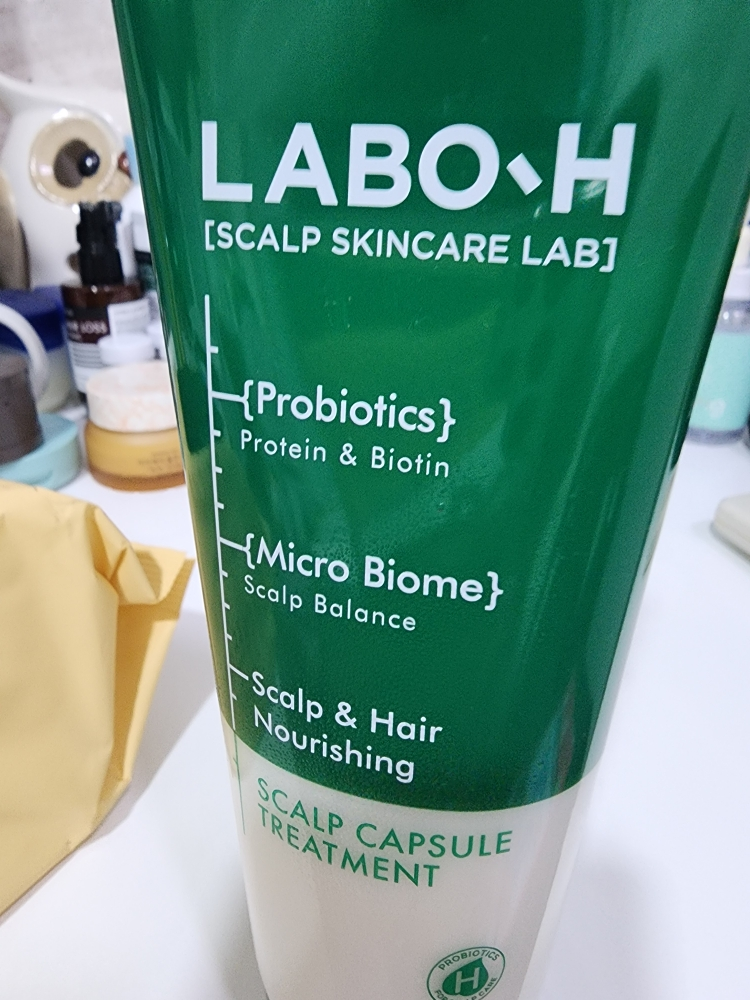 LABO-H
[SCALP SKINCARE LAB]
{Probiotics}
Protein & Biotin
{Micro Biome}
Scalp Balance
Scalp & Hair
Nourishing
SCALP CAPSULE
TREATMENT
PROBIOTICS
H